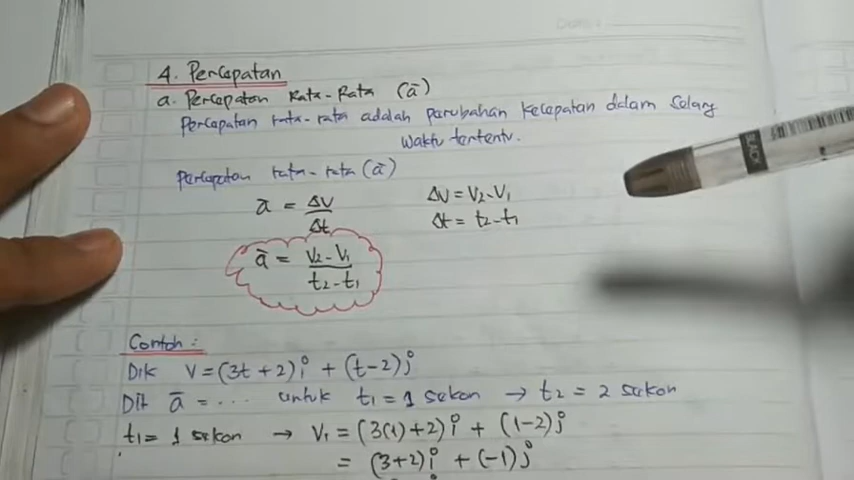 4. Percepatan
a. Percepatan Rata-Rata (ā)
Percepatan rata-rata adalah perubahan kecepatan dalam selang
waktu tertentu.
percepatan rata-rata (ā)
ā = ΔV/Δt
ΔV = V₂-V₁
Δt = t₂-t₁
ā = V₂-V₁/t₂-t₁
Contoh :
Dik V = (3t+2)i + (t-2)j
Dit ā = ... untuk t₁ = 1 sekon → t₂ = 2 sekon
t₁ = 1 sekon → V₁ = (3(1)+2)i + (1-2)j
= (3+2)i + (-1)j
BLACK